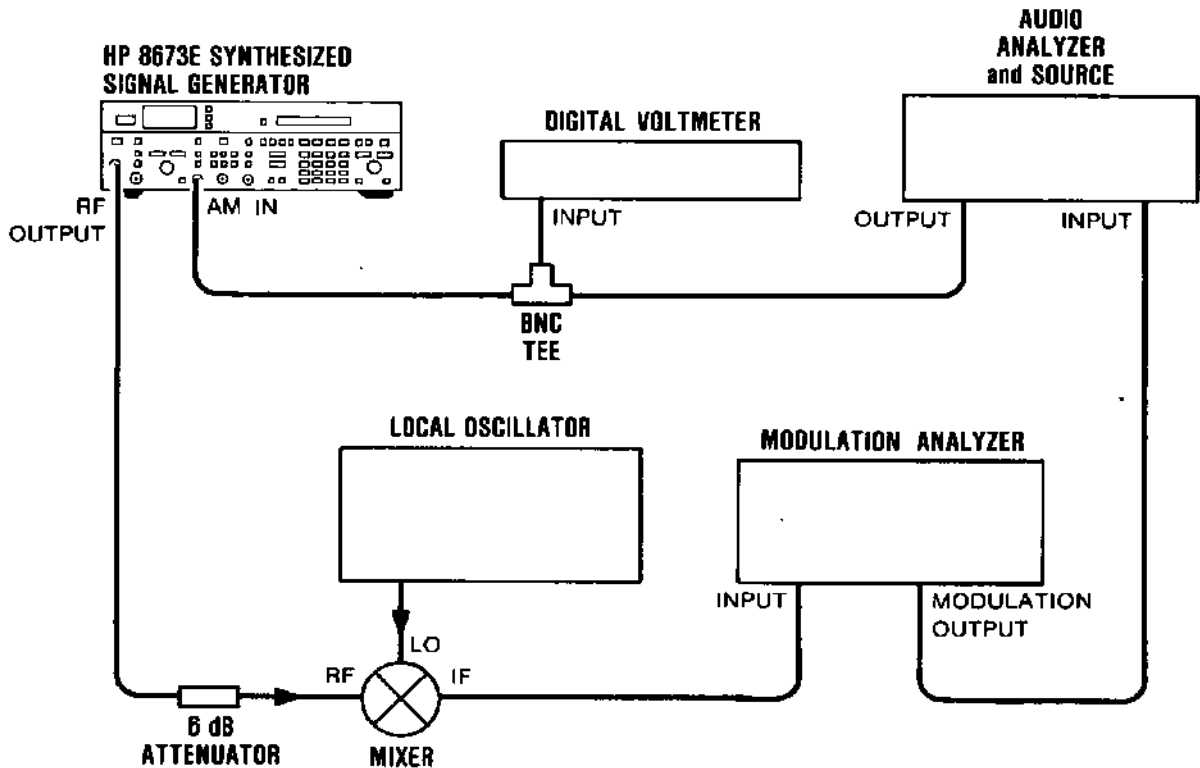 HP 8673E SYNTHESIZED
SIGNAL GENERATOR
AUDIO
ANALYZER
and SOURCE
DIGITAL VOLTMETER
RF
OUTPUT
AM IN
INPUT
OUTPUT
INPUT
BNC
TEE
LOCAL OSCILLATOR
MODULATION ANALYZER
INPUT
MODULATION
OUTPUT
LO
RF
IF
6 dB
ATTENUATOR
MIXER